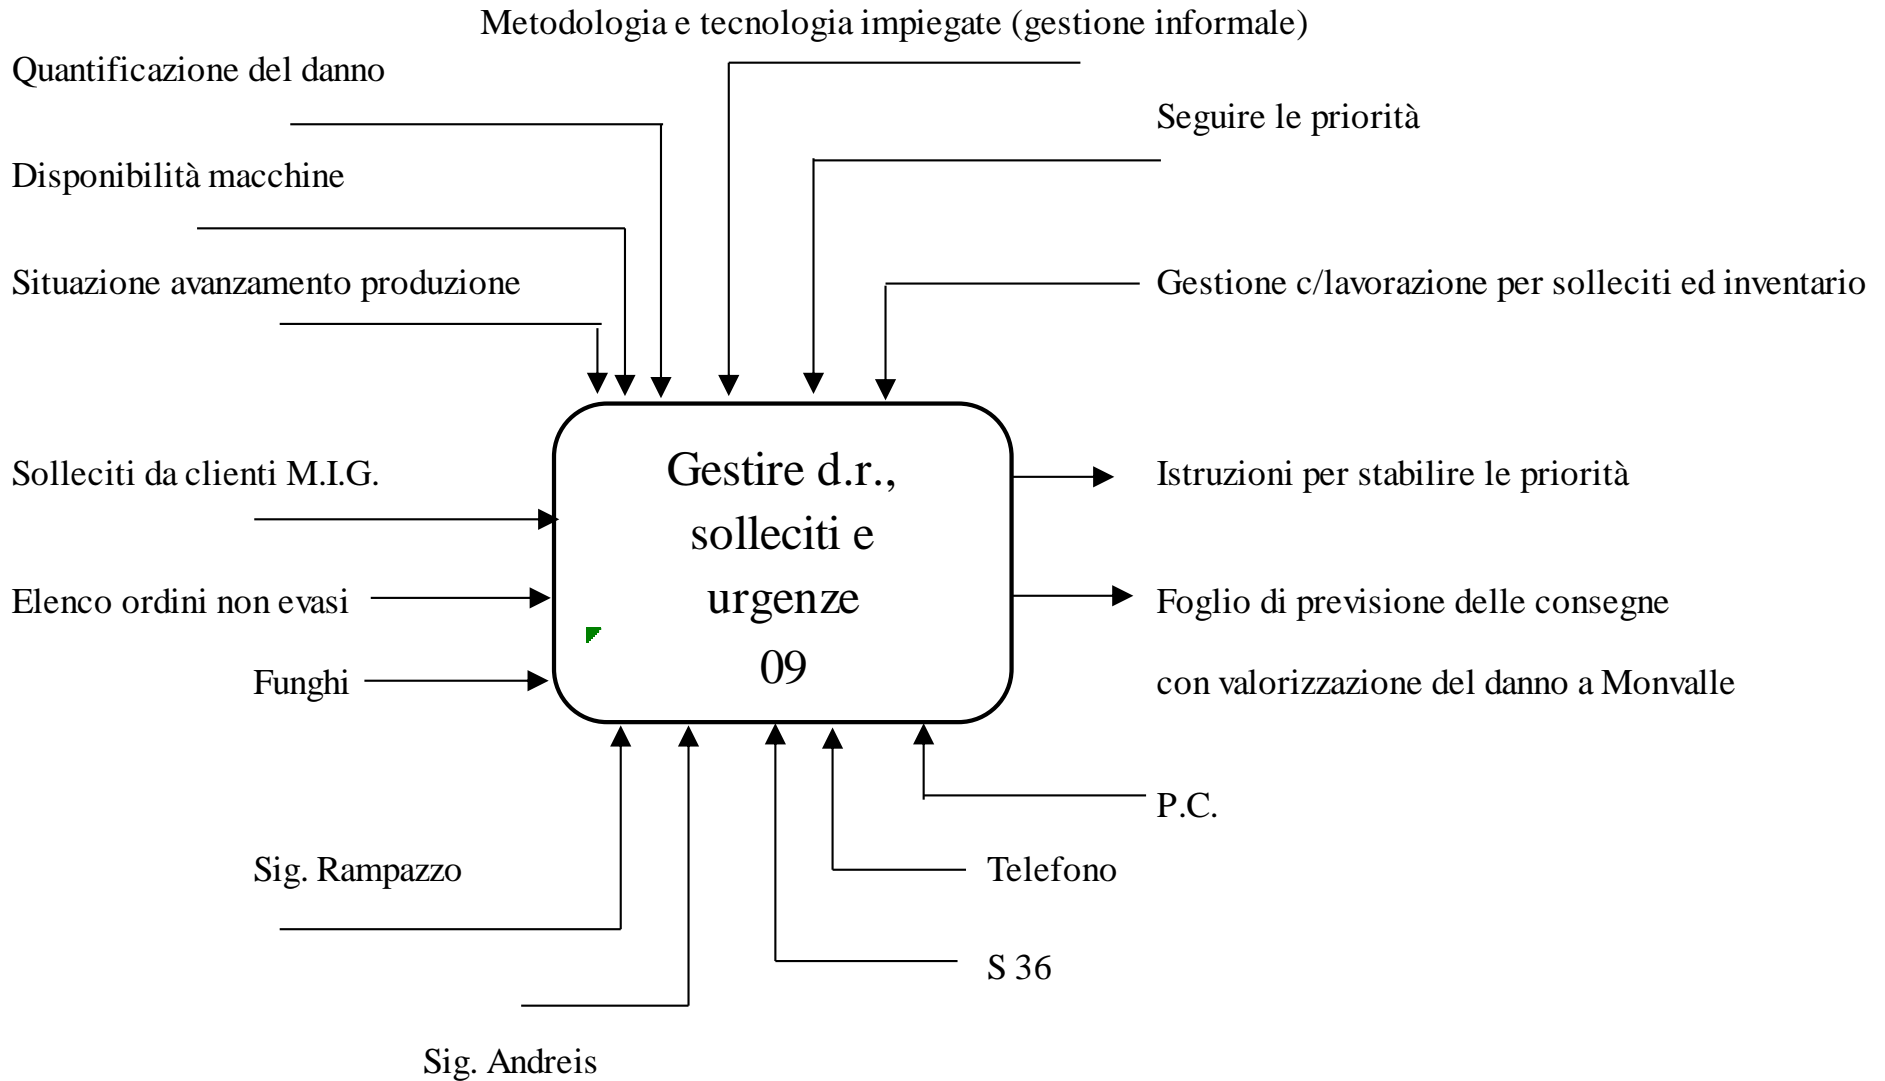 Metodologia e tecnologia impiegate (gestione informale)
Quantificazione del danno
Seguire le priorità
Disponibilità macchine
Situazione avanzamento produzione
Gestione c/lavorazione per solleciti ed inventario
Gestire d.r.,
solleciti e
urgenze
09
Solleciti da clienti M.I.G.
Istruzioni per stabilire le priorità
Elenco ordini non evasi
Foglio di previsione delle consegne
Funghi
con valorizzazione del danno a Monvalle
P.C.
Sig. Rampazzo
Telefono
S 36
Sig. Andreis